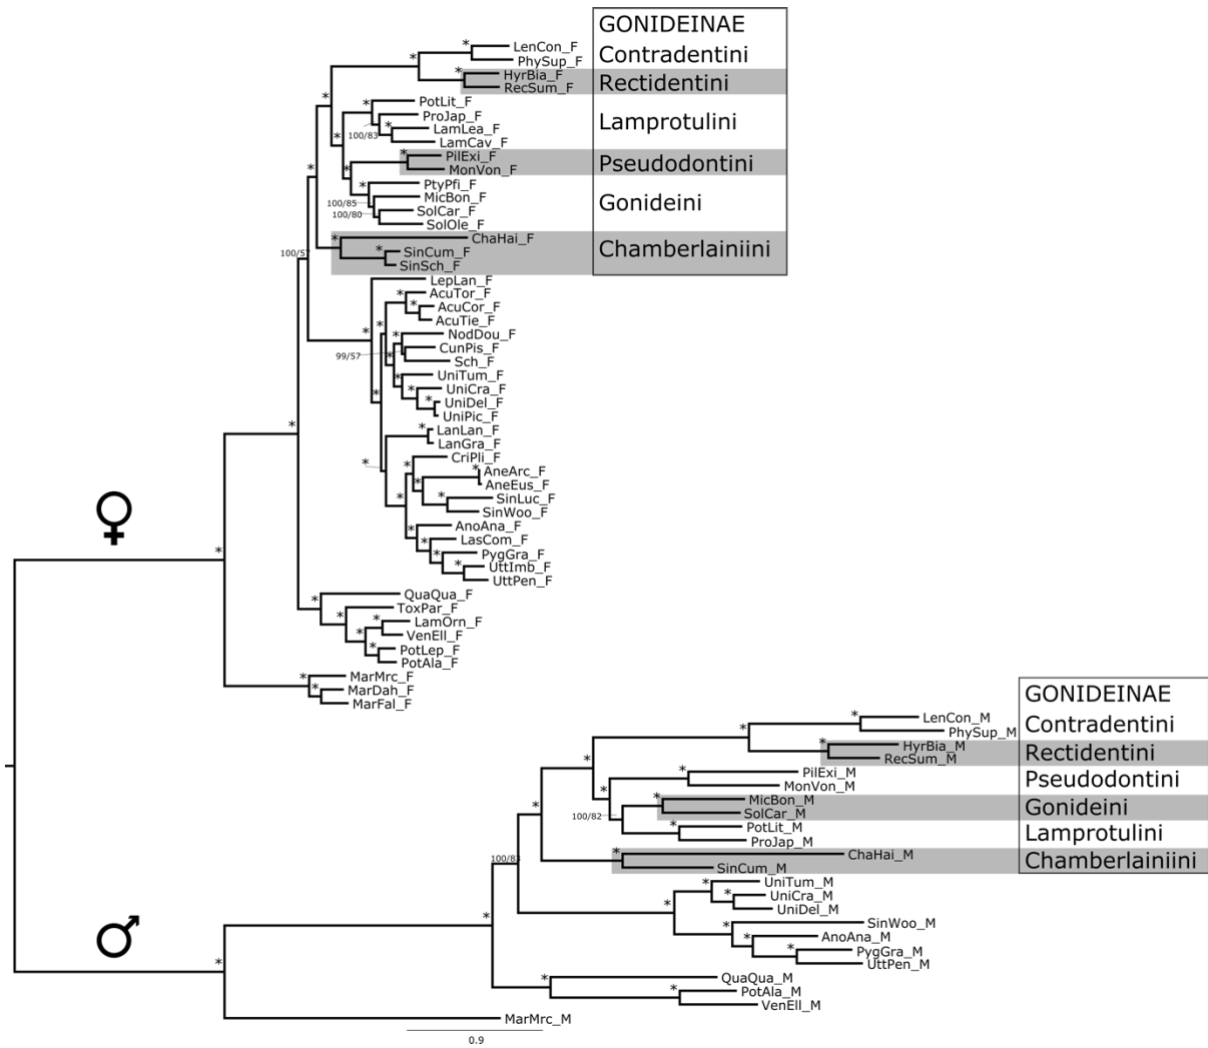 GONIDEINAE
LenCon_F
Contradentini
PhySup_F
HyrBia_F
Rectidentini
RecSum_F
PotLit_F
ProJap_F
Lamprotulini
LamLea_F
100/83
LamCav_F
PilExi_F
Pseudodontini
MonVon_F
PtyPfi_F
MicBon_F
100/85
Gonideini
SolCar_F
100/80
SolOle_F
ChaHai_F
Chamberlainiini
SinCum_F
100/57
SinSch_F
LepLan_F
AcuTor_F
AcuCor_F
AcuTie_F
NodDou_F
CunPis_F
99/57
Sch_F
UniTum_F
UniCra_F
UniDel_F
UniPic_F
LanLan_F
LanGra_F
CriPli_F
AneArc_F
AneEus_F
SinLuc_F
SinWoo_F
AnoAna_F
LasCom_F
PygGra_F
UttImb_F
UttPen_F
QuaQua_F
ToxPar_F
LamOrn_F
VenEll_F
PotLep_F
PotAla_F
MarMrc_F
MarDah_F
MarFal_F
GONIDEINAE
LenCon_M
Contradentini
PhySup_M
HyrBia_M
Rectidentini
RecSum_M
PilExi_M
Pseudodontini
MonVon_M
MicBon_M
Gonideini
SolCar_M
100/82
PotLit_M
Lamprotulini
ProJap_M
ChaHai_M
Chamberlainiini
SinCum_M
UniTum_M
UniCra_M
UniDel_M
SinWoo_M
AnoAna_M
PygGra_M
UttPen_M
QuaQua_M
PotAla_M
VenEll_M
MarMrc_M
0.9